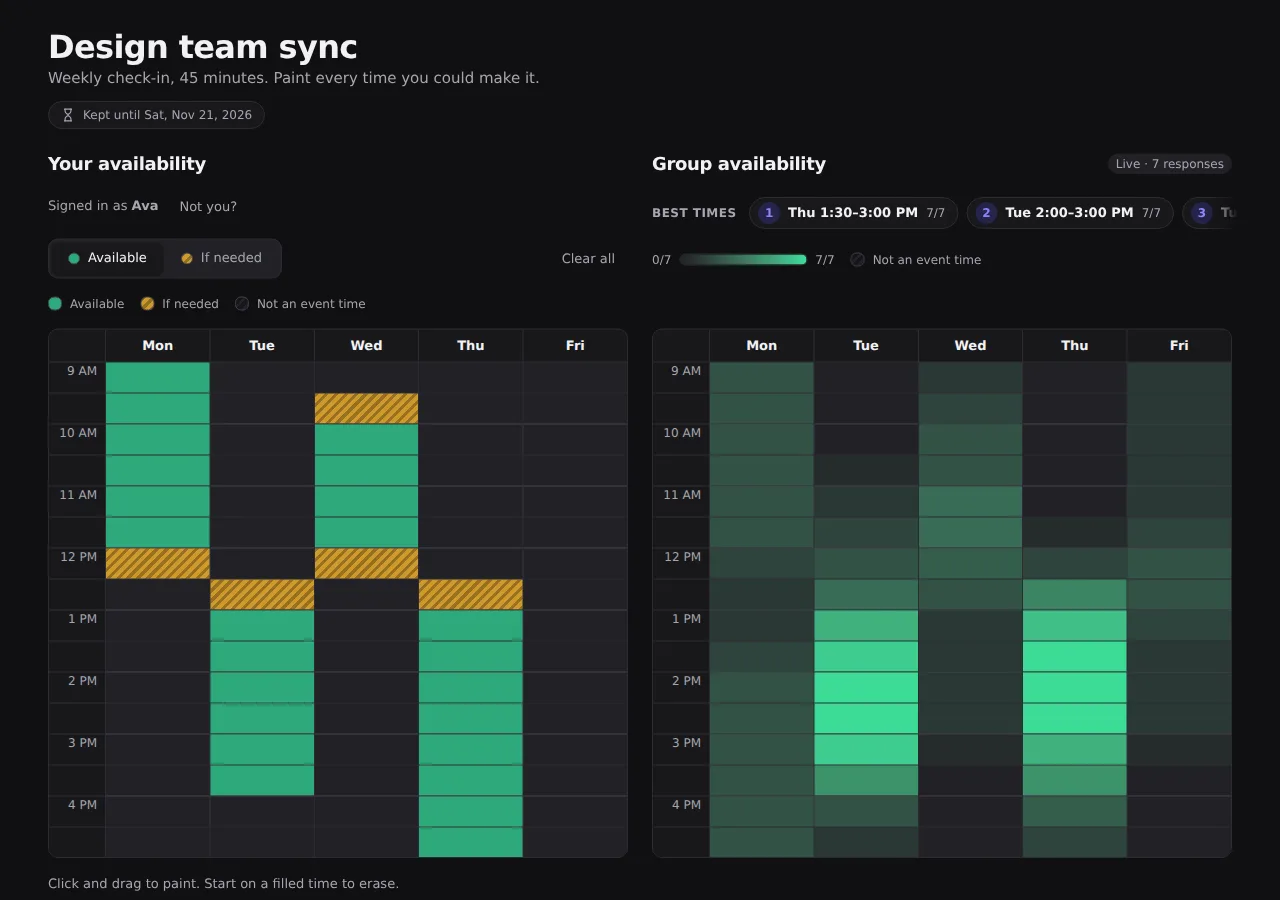 Design team sync
Weekly check-in, 45 minutes. Paint every time you could make it.
Kept until Sat, Nov 21, 2026
Your availability
Signed in as Ava Not you?
Available If needed Clear all
Available If needed Not an event time
Mon Tue Wed Thu Fri
9 AM
10 AM
11 AM
12 PM
1 PM
2 PM
3 PM
4 PM
Click and drag to paint. Start on a filled time to erase.
Group availability Live · 7 responses
BEST TIMES 1 Thu 1:30–3:00 PM 7/7 2 Tue 2:00–3:00 PM 7/7 3
0/7 7/7 Not an event time
Mon Tue Wed Thu Fri
9 AM
10 AM
11 AM
12 PM
1 PM
2 PM
3 PM
4 PM